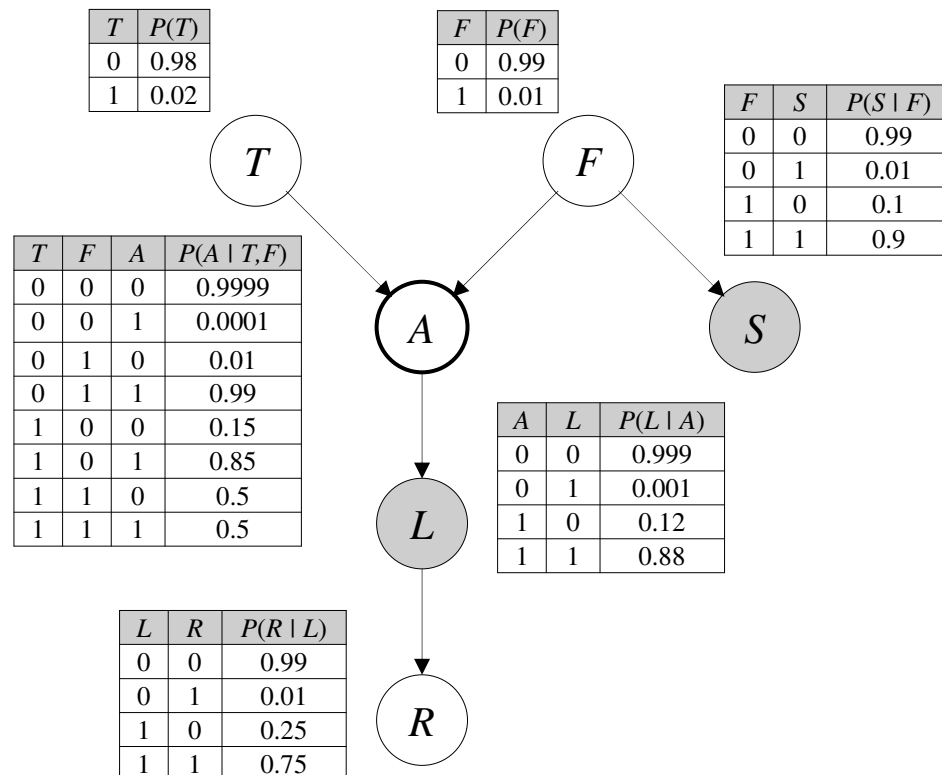 T P(T)
0 0.98
1 0.02
F P(F)
0 0.99
1 0.01
F S P(S | F)
0 0 0.99
0 1 0.01
1 0 0.1
1 1 0.9
T
F
T F A P(A | T,F)
0 0 0 0.9999
0 0 1 0.0001
0 1 0 0.01
0 1 1 0.99
1 0 0 0.15
1 0 1 0.85
1 1 0 0.5
1 1 1 0.5
A
S
A L P(L | A)
0 0 0.999
0 1 0.001
1 0 0.12
1 1 0.88
L
L R P(R | L)
0 0 0.99
0 1 0.01
1 0 0.25
1 1 0.75
R